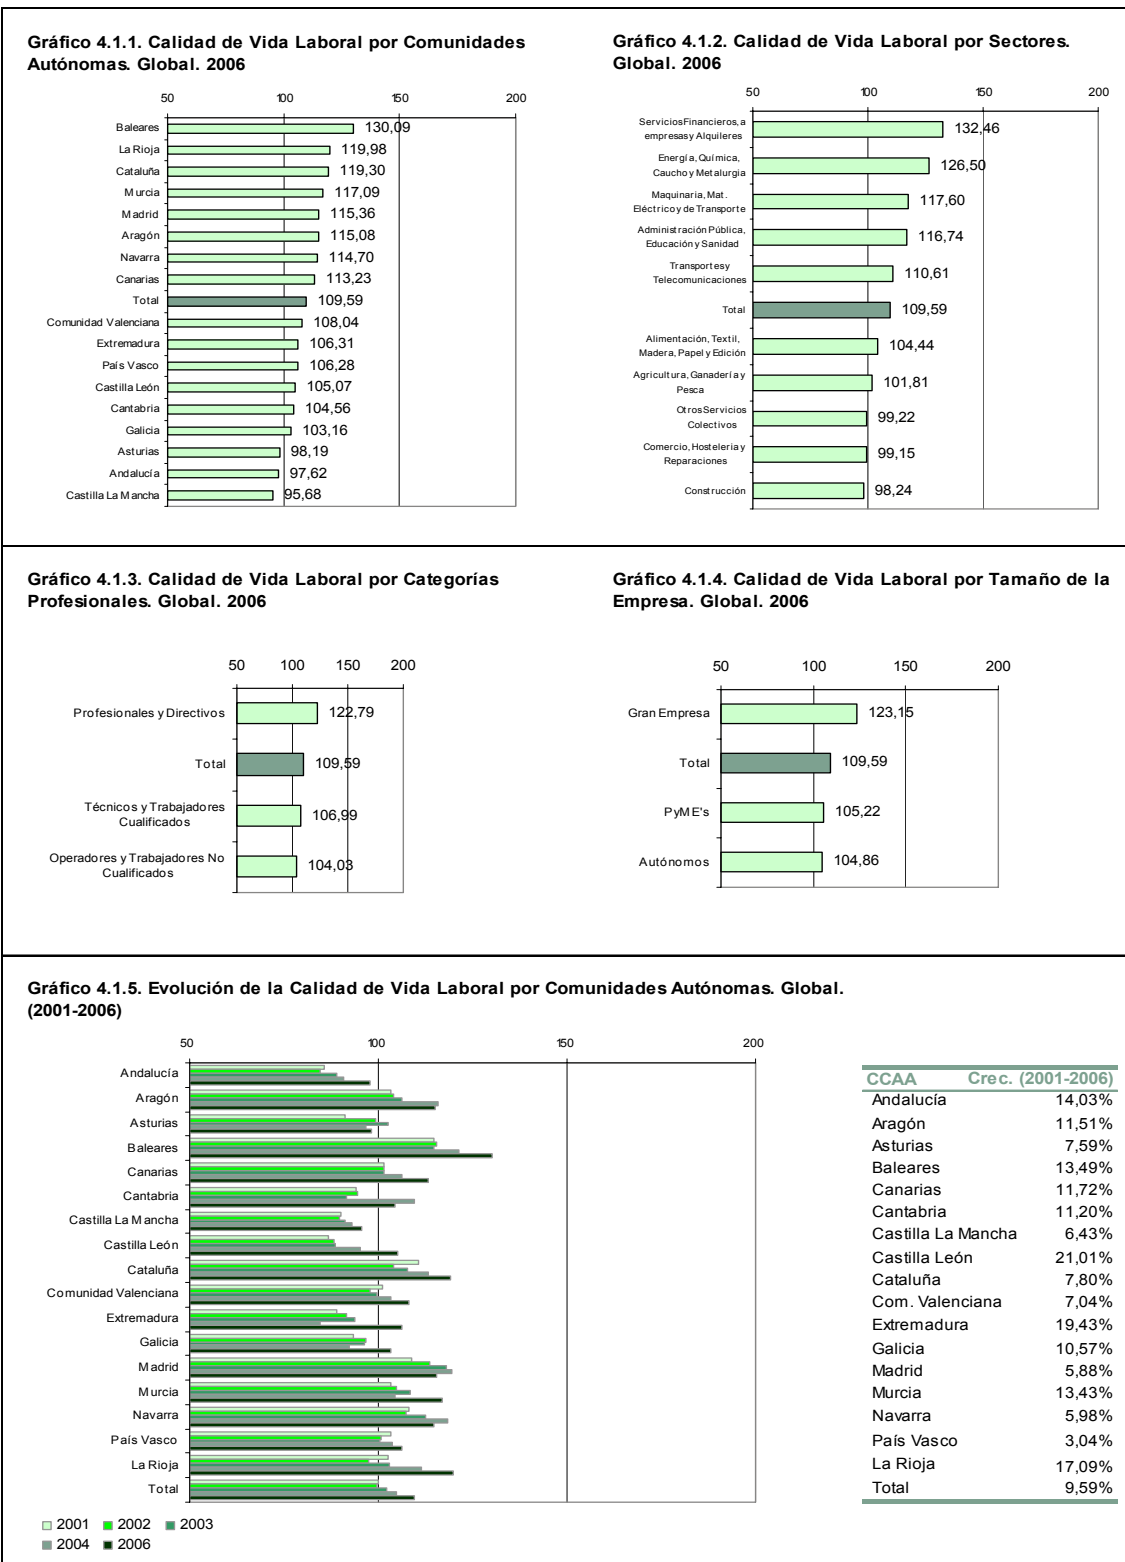 Gráfico 4.1.1. Calidad de Vida Laboral por Comunidades
Autónomas. Global. 2006
50 100 150 200
Baleares 130,09
La Rioja 119,98
Cataluña 119,30
Murcia 117,09
Madrid 115,36
Aragón 115,08
Navarra 114,70
Canarias 113,23
Total 109,59
Comunidad Valenciana 108,04
Extremadura 106,31
País Vasco 106,28
Castilla León 105,07
Cantabria 104,56
Galicia 103,16
Asturias 98,19
Andalucía 97,62
Castilla La Mancha 95,68
Gráfico 4.1.2. Calidad de Vida Laboral por Sectores.
Global. 2006
50 100 150 200
Servicios Financieros, a
empresas y Alquileres 132,46
Energía, Química,
Caucho y Metalurgia 126,50
Maquinaria, Mat.
Eléctrico y de Transporte 117,60
Administración Pública,
Educación y Sanidad 116,74
Transportes y
Telecomunicaciones 110,61
Total 109,59
Alimentación, Textil,
Madera, Papel y Edición 104,44
Agricultura, Ganadería y
Pesca 101,81
Otros Servicios
Colectivos 99,22
Comercio, Hosteleria y
Reparaciones 99,15
Construcción 98,24
Gráfico 4.1.3. Calidad de Vida Laboral por Categorías
Profesionales. Global. 2006
50 100 150 200
Profesionales y Directivos 122,79
Total 109,59
Técnicos y Trabajadores
Cualificados 106,99
Operadores y Trabajadores No
Cualificados 104,03
Gráfico 4.1.4. Calidad de Vida Laboral por Tamaño de la
Empresa. Global. 2006
50 100 150 200
Gran Empresa 123,15
Total 109,59
PyME's 105,22
Autónomos 104,86
Gráfico 4.1.5. Evolución de la Calidad de Vida Laboral por Comunidades Autónomas. Global.
(2001-2006)
50 100 150 200
Andalucía
Aragón
Asturias
Baleares
Canarias
Cantabria
Castilla La Mancha
Castilla León
Cataluña
Comunidad Valenciana
Extremadura
Galicia
Madrid
Murcia
Navarra
País Vasco
La Rioja
Total
2001 2002 2003
2004 2006
CCAA Crec. (2001-2006)
Andalucía 14,03%
Aragón 11,51%
Asturias 7,59%
Baleares 13,49%
Canarias 11,72%
Cantabria 11,20%
Castilla La Mancha 6,43%
Castilla León 21,01%
Cataluña 7,80%
Com. Valenciana 7,04%
Extremadura 19,43%
Galicia 10,57%
Madrid 5,88%
Murcia 13,43%
Navarra 5,98%
País Vasco 3,04%
La Rioja 17,09%
Total 9,59%